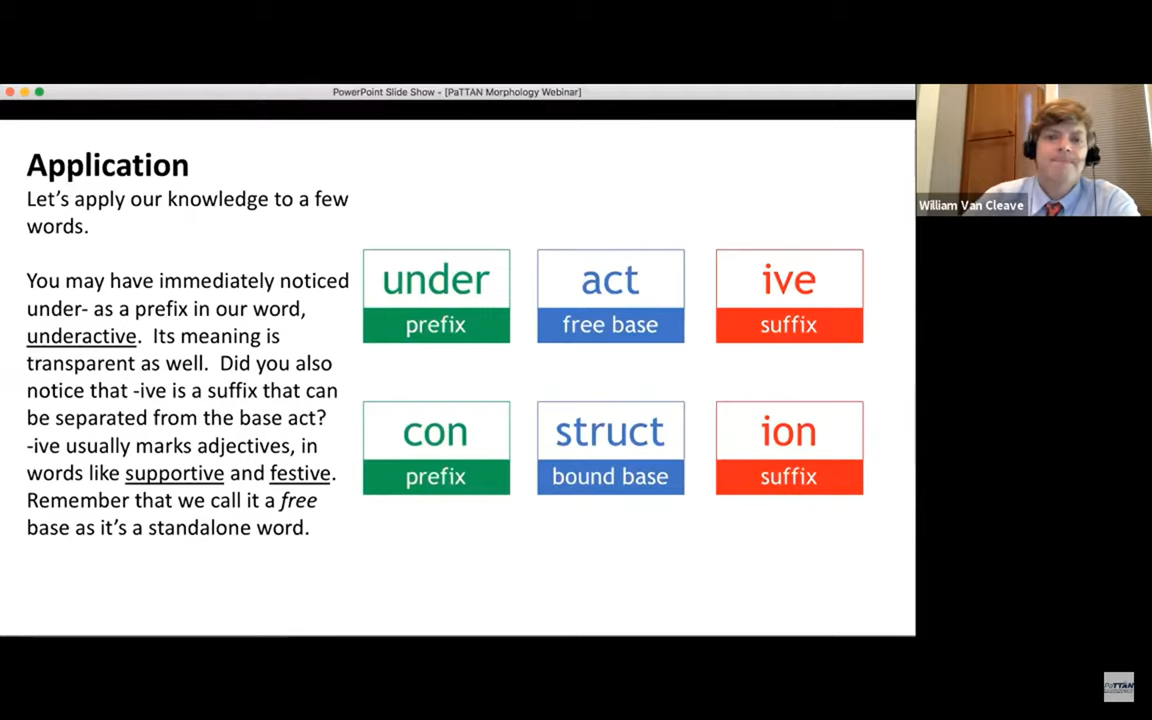 PowerPoint Slide Show - [PaTTAN Morphology Webinar]
Application
Let's apply our knowledge to a few
words.
You may have immediately noticed
under- as a prefix in our word,
underactive.  Its meaning is
transparent as well.  Did you also
notice that -ive is a suffix that can
be separated from the base act?
-ive usually marks adjectives, in
words like supportive and festive.
Remember that we call it a free
base as it's a standalone word.
under act ive
prefix free base suffix
con struct ion
prefix bound base suffix
William Van Cleave
PaTTAN